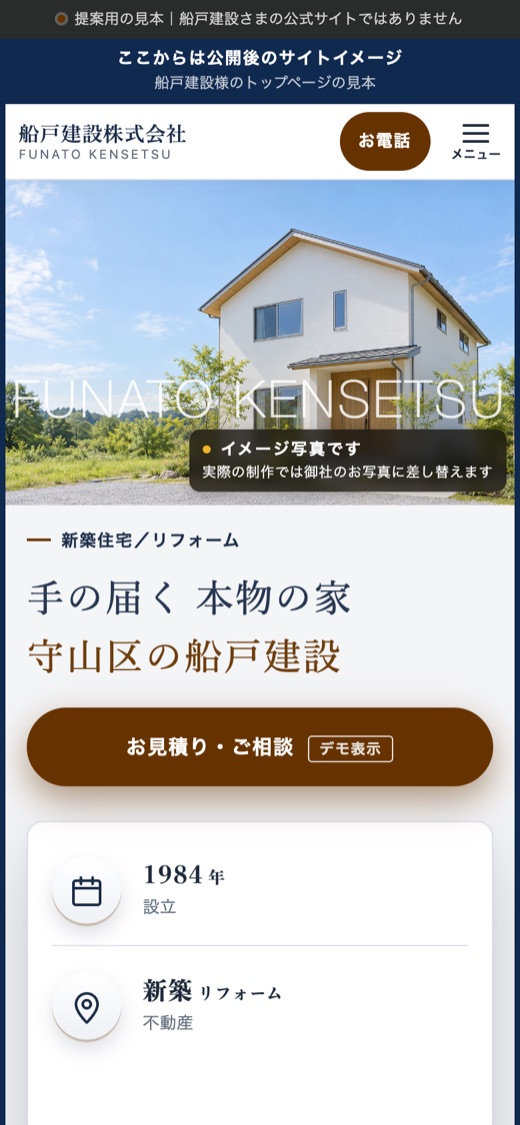 提案用の見本｜船戸建設さまの公式サイトではありません
ここからは公開後のサイトイメージ
船戸建設様のトップページの見本
船戸建設株式会社
FUNATO KENSETSU
お電話
メニュー
FUNATO KENSETSU
イメージ写真です
実際の制作では御社のお写真に差し替えます
新築住宅／リフォーム
手の届く 本物の家
守山区の船戸建設
お見積り・ご相談 デモ表示
1984 年
設立
新築 リフォーム
不動産